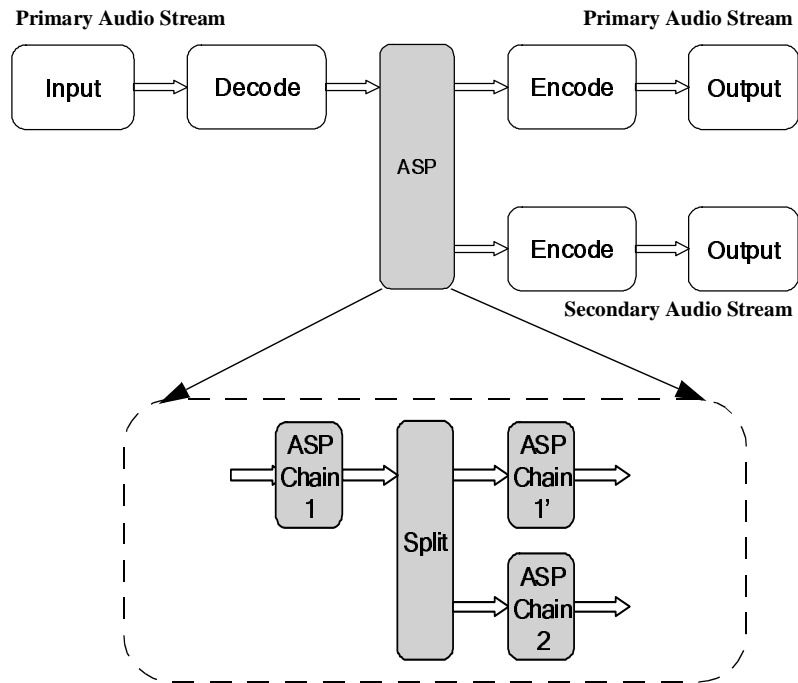 Primary Audio Stream
Primary Audio Stream
Input
Decode
ASP
Encode
Output
Encode
Output
Secondary Audio Stream
ASP
Chain
1
Split
ASP
Chain
1'
ASP
Chain
2